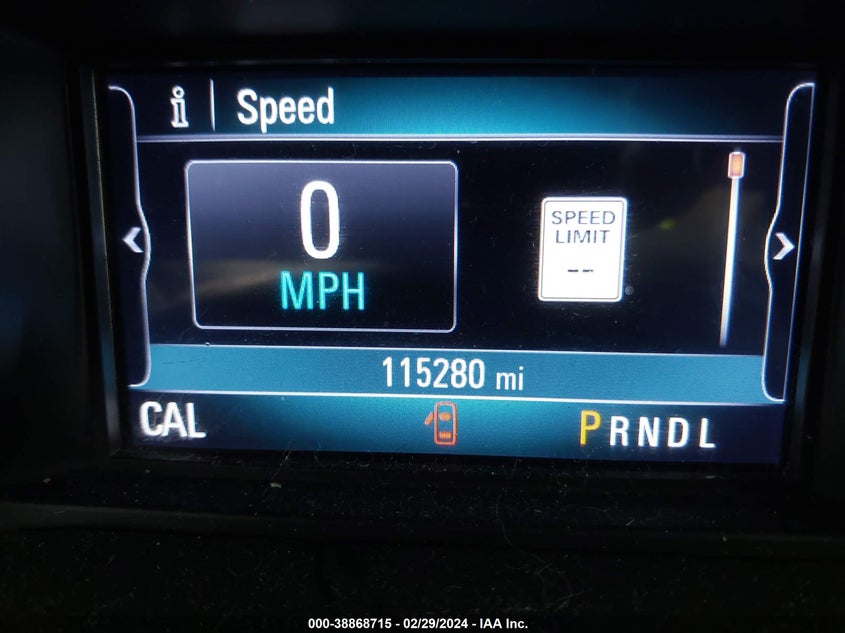 i | Speed
0
MPH
SPEED
LIMIT
--
115280 mi
CAL
PRNDL
000-38868715 - 02/29/2024 - IAA Inc.